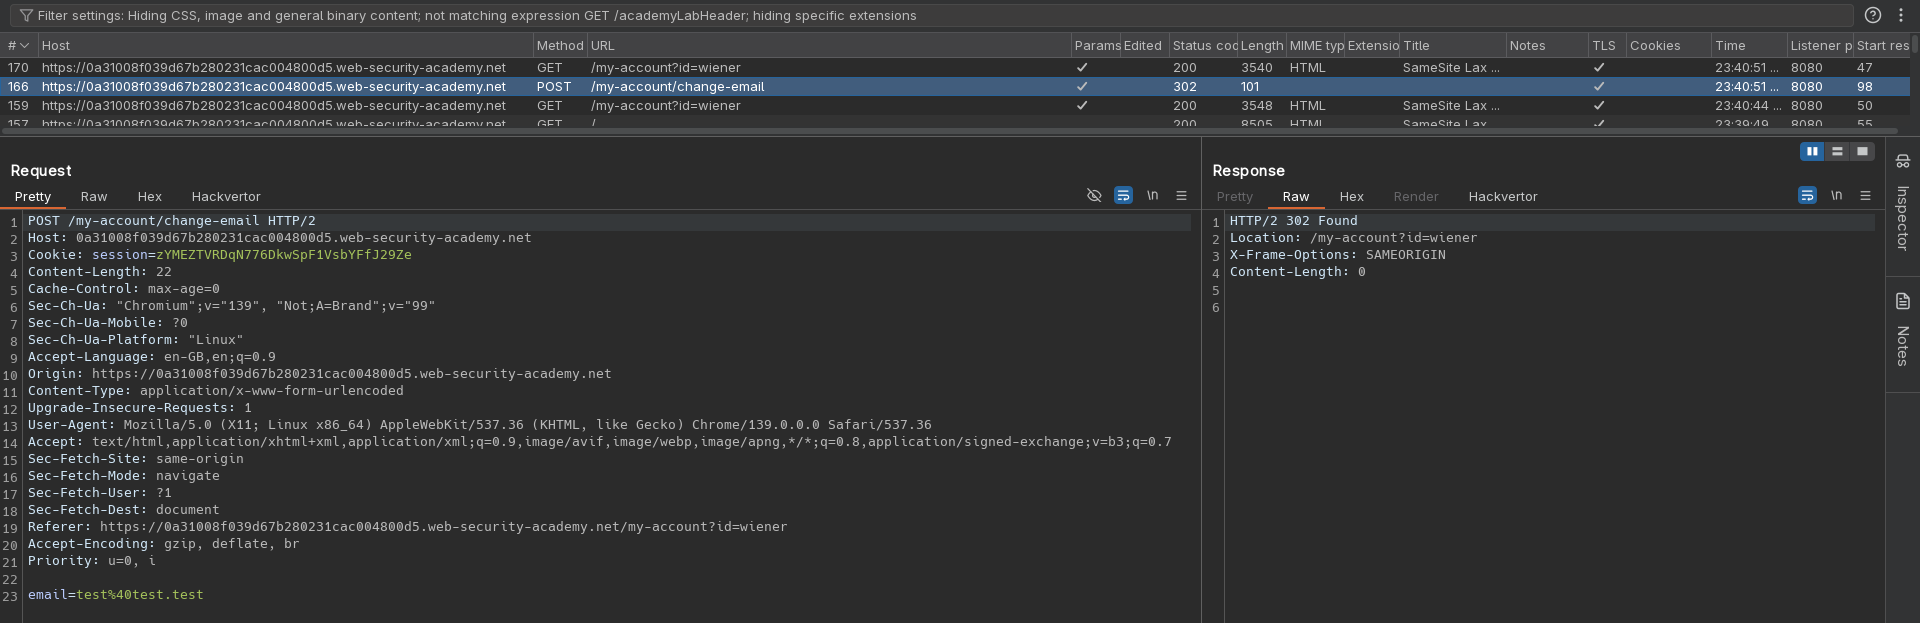 Filter settings: Hiding CSS, image and general binary content; not matching expression GET /academyLabHeader; hiding specific extensions
# Host Method URL Params Edited Status coc Length MIME typ Extensio Title Notes TLS Cookies Time Listener p Start res
170 https://0a31008f039d67b280231cac004800d5.web-security-academy.net GET /my-account?id=wiener 200 3540 HTML SameSite Lax ... 23:40:51 ... 8080 47
166 https://0a31008f039d67b280231cac004800d5.web-security-academy.net POST /my-account/change-email 302 101 23:40:51 ... 8080 98
159 https://0a31008f039d67b280231cac004800d5.web-security-academy.net GET /my-account?id=wiener 200 3548 HTML SameSite Lax ... 23:40:44 ... 8080 50
157 https://0a31008f039d67b280231cac004800d5.web-security-academy.net GET / 200 8505 HTML SameSite Lax 23:39:49 8080 55
Request
Pretty Raw Hex Hackvertor
\n
1 POST /my-account/change-email HTTP/2
2 Host: 0a31008f039d67b280231cac004800d5.web-security-academy.net
3 Cookie: session=zYMEZTVRDqN776DkwSpF1VsbYFfJ29Ze
4 Content-Length: 22
5 Cache-Control: max-age=0
6 Sec-Ch-Ua: "Chromium";v="139", "Not;A=Brand";v="99"
7 Sec-Ch-Ua-Mobile: ?0
8 Sec-Ch-Ua-Platform: "Linux"
9 Accept-Language: en-GB,en;q=0.9
10 Origin: https://0a31008f039d67b280231cac004800d5.web-security-academy.net
11 Content-Type: application/x-www-form-urlencoded
12 Upgrade-Insecure-Requests: 1
13 User-Agent: Mozilla/5.0 (X11; Linux x86_64) AppleWebKit/537.36 (KHTML, like Gecko) Chrome/139.0.0.0 Safari/537.36
14 Accept: text/html,application/xhtml+xml,application/xml;q=0.9,image/avif,image/webp,image/apng,*/*;q=0.8,application/signed-exchange;v=b3;q=0.7
15 Sec-Fetch-Site: same-origin
16 Sec-Fetch-Mode: navigate
17 Sec-Fetch-User: ?1
18 Sec-Fetch-Dest: document
19 Referer: https://0a31008f039d67b280231cac004800d5.web-security-academy.net/my-account?id=wiener
20 Accept-Encoding: gzip, deflate, br
21 Priority: u=0, i
22
23 email=test%40test.test
Response
Pretty Raw Hex Render Hackvertor
\n
1 HTTP/2 302 Found
2 Location: /my-account?id=wiener
3 X-Frame-Options: SAMEORIGIN
4 Content-Length: 0
5
6
Inspector
Notes